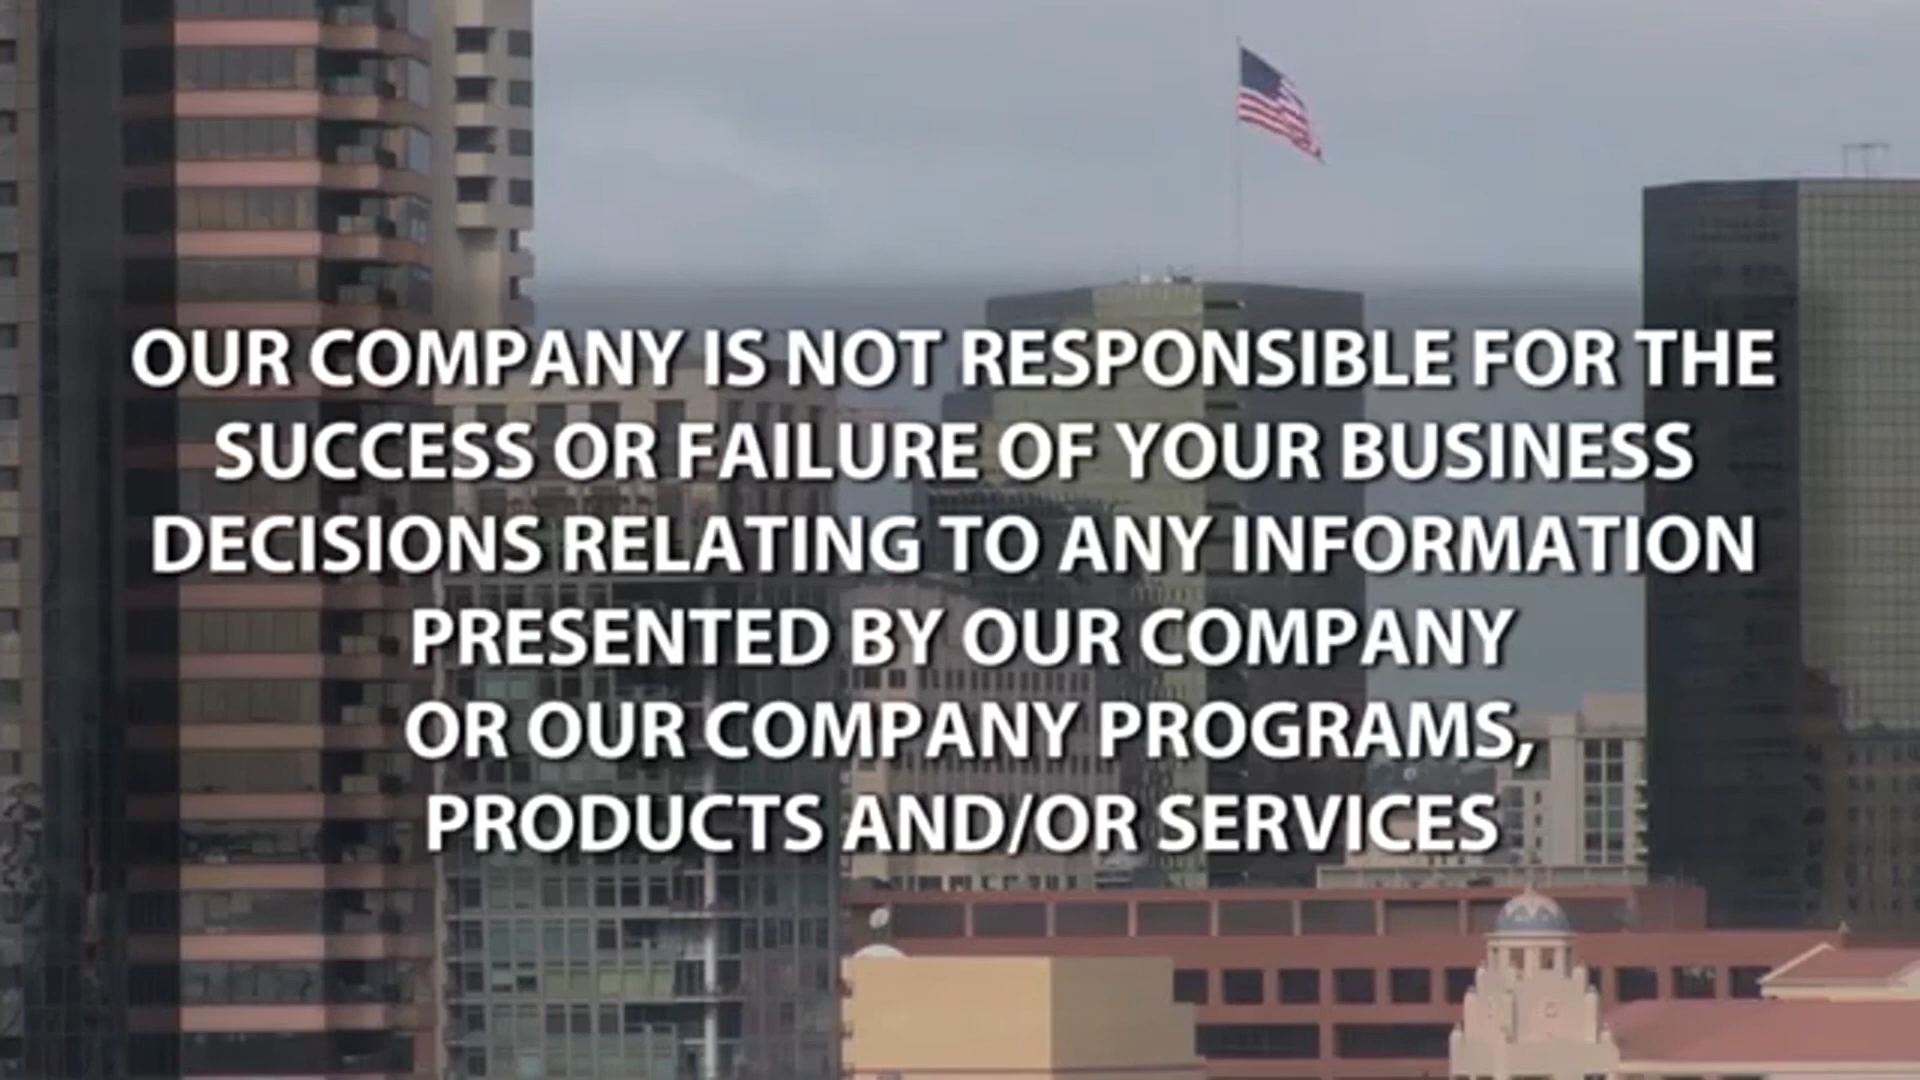 OUR COMPANY IS NOT RESPONSIBLE FOR THE
SUCCESS OR FAILURE OF YOUR BUSINESS
DECISIONS RELATING TO ANY INFORMATION
PRESENTED BY OUR COMPANY
OR OUR COMPANY PROGRAMS,
PRODUCTS AND/OR SERVICES